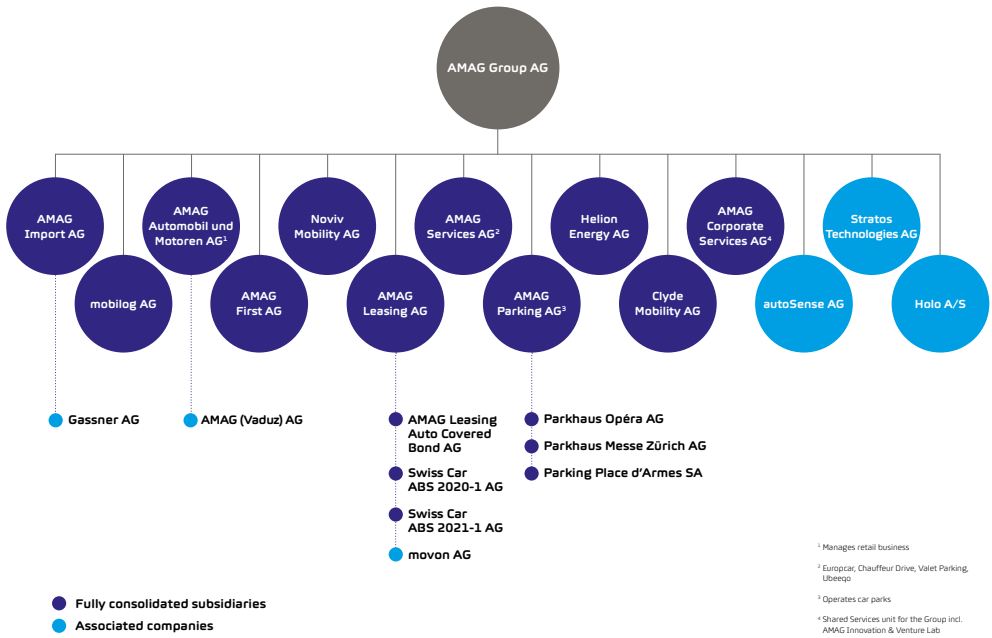 AMAG Group AG
AMAG
Import AG
AMAG
Automobil und
Motoren AG¹
Noviv
Mobility AG
AMAG
Services AG²
Helion
Energy AG
AMAG
Corporate
Services AG⁴
Stratos
Technologies AG
mobilog AG
AMAG
First AG
AMAG
Leasing AG
AMAG
Parking AG³
Clyde
Mobility AG
autoSense AG
Holo A/S
Gassner AG
AMAG (Vaduz) AG
AMAG Leasing
Auto Covered
Bond AG
Swiss Car
ABS 2020-1 AG
Swiss Car
ABS 2021-1 AG
movon AG
Parkhaus Opéra AG
Parkhaus Messe Zürich AG
Parking Place d’Armes SA
Fully consolidated subsidiaries
Associated companies
¹ Manages retail business
² Europcar, Chauffeur Drive, Valet Parking,
Ubeeqo
³ Operates car parks
⁴ Shared Services unit for the Group incl.
AMAG Innovation & Venture Lab